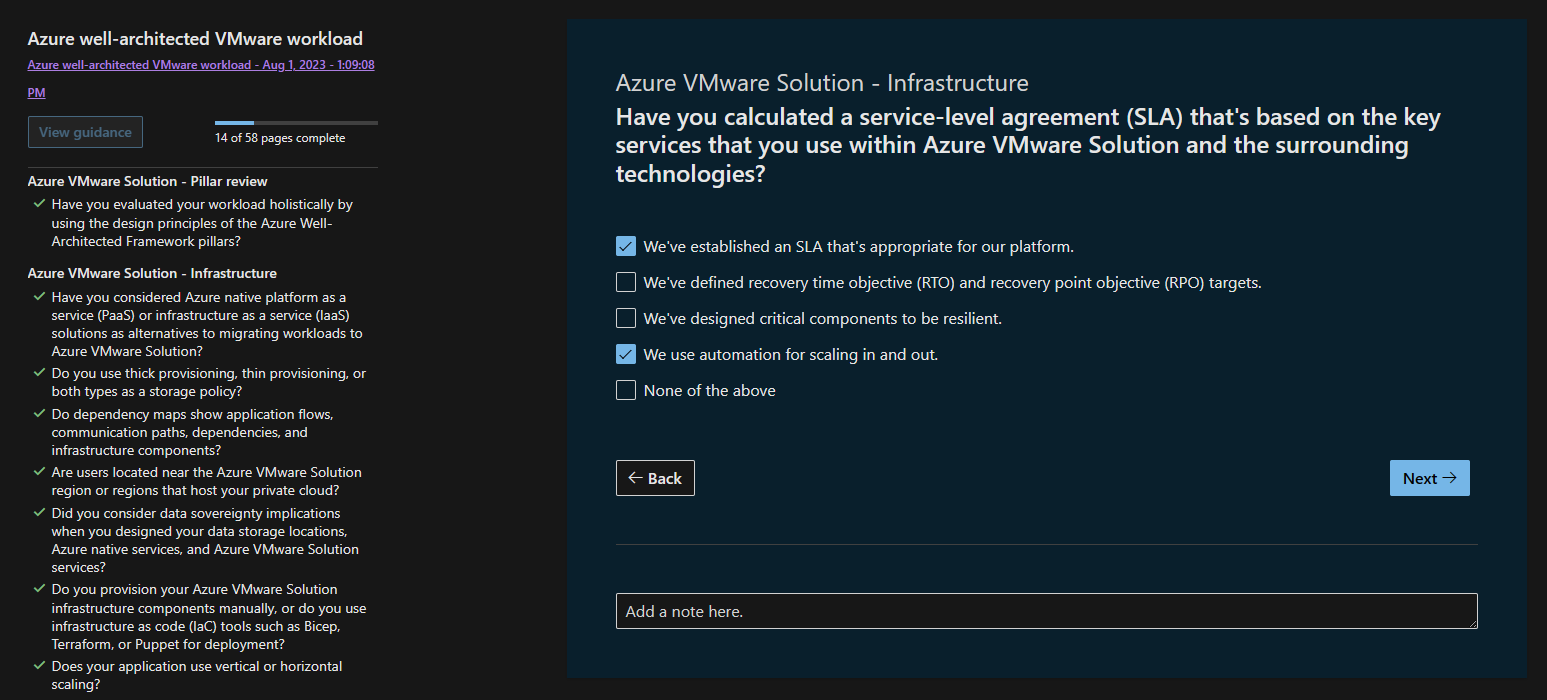 Azure well-architected VMware workload
Azure well-architected VMware workload - Aug 1, 2023 - 1:09:08
PM
View guidance
14 of 58 pages complete
Azure VMware Solution - Pillar review
Have you evaluated your workload holistically by
using the design principles of the Azure Well-
Architected Framework pillars?
Azure VMware Solution - Infrastructure
Have you considered Azure native platform as a
service (PaaS) or infrastructure as a service (IaaS)
solutions as alternatives to migrating workloads to
Azure VMware Solution?
Do you use thick provisioning, thin provisioning, or
both types as a storage policy?
Do dependency maps show application flows,
communication paths, dependencies, and
infrastructure components?
Are users located near the Azure VMware Solution
region or regions that host your private cloud?
Did you consider data sovereignty implications
when you designed your data storage locations,
Azure native services, and Azure VMware Solution
services?
Do you provision your Azure VMware Solution
infrastructure components manually, or do you use
infrastructure as code (IaC) tools such as Bicep,
Terraform, or Puppet for deployment?
Does your application use vertical or horizontal
scaling?
Azure VMware Solution - Infrastructure
Have you calculated a service-level agreement (SLA) that's based on the key
services that you use within Azure VMware Solution and the surrounding
technologies?
We've established an SLA that's appropriate for our platform.
We've defined recovery time objective (RTO) and recovery point objective (RPO) targets.
We've designed critical components to be resilient.
We use automation for scaling in and out.
None of the above
Back
Next
Add a note here.